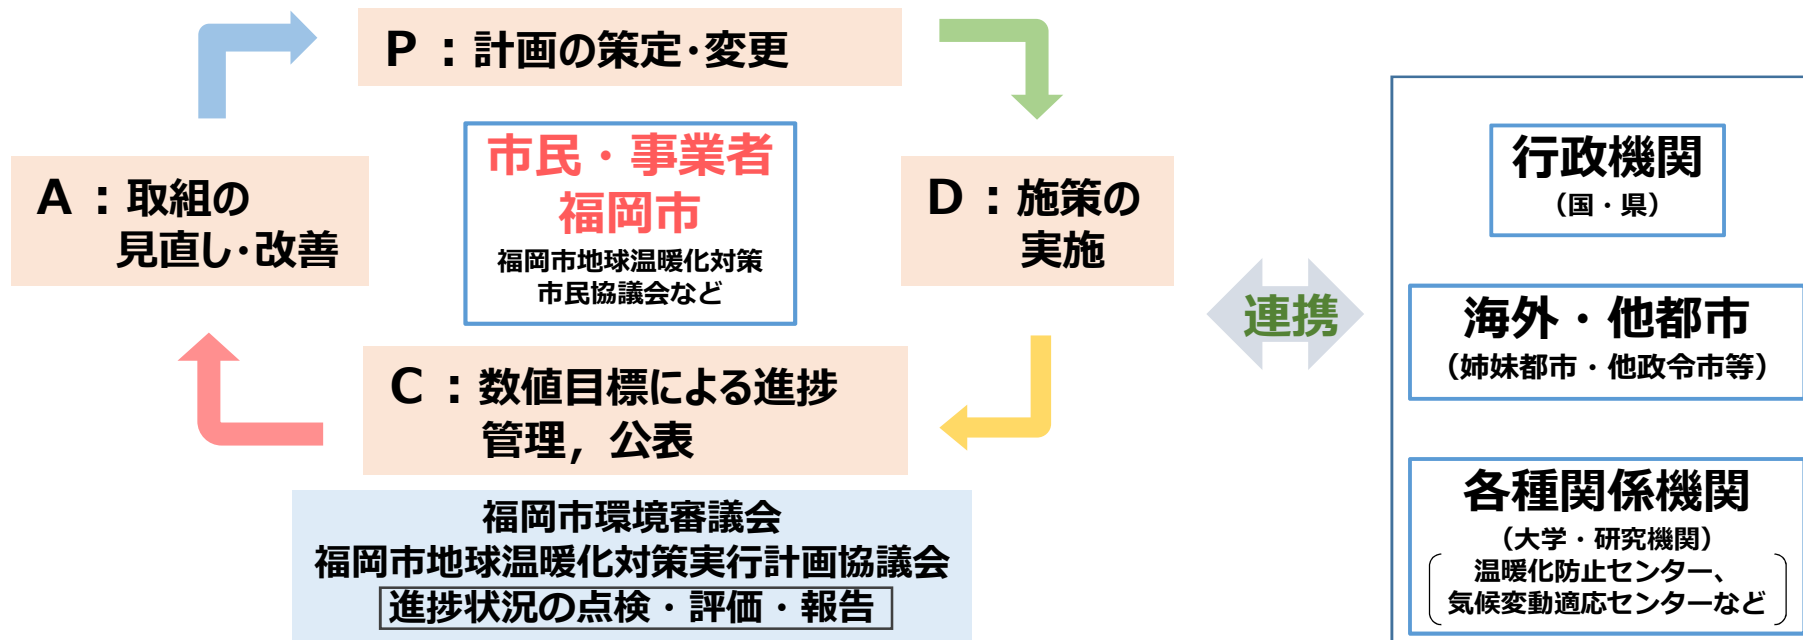 P：計画の策定・変更
市民・事業者
福岡市
福岡市地球温暖化対策
市民協議会など
A：取組の
見直し・改善
D：施策の
実施
C：数値目標による進捗
管理，公表
福岡市環境審議会
福岡市地球温暖化対策実行計画協議会
進捗状況の点検・評価・報告
連携
行政機関
（国・県）
海外・他都市
（姉妹都市・他政令市等）
各種関係機関
（大学・研究機関）
温暖化防止センター、
気候変動適応センターなど